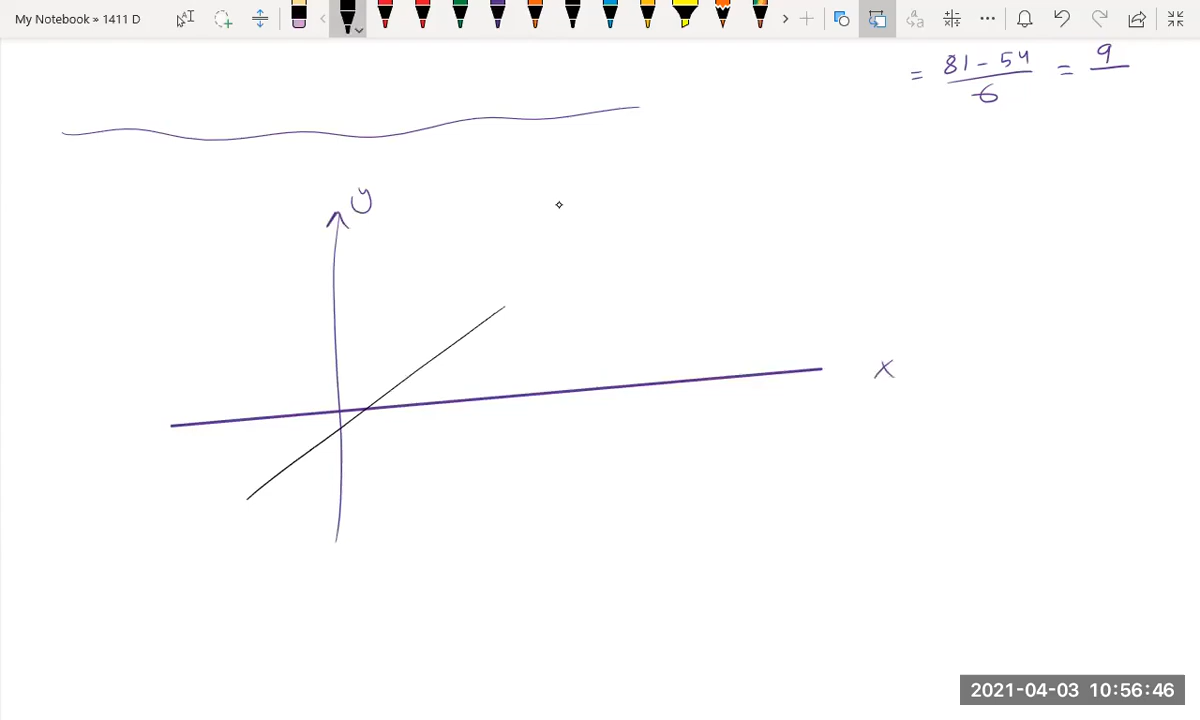 My Notebook » 1411 D
= 81 - 54 / 6 = 9
y
x
2021-04-03 10:56:46